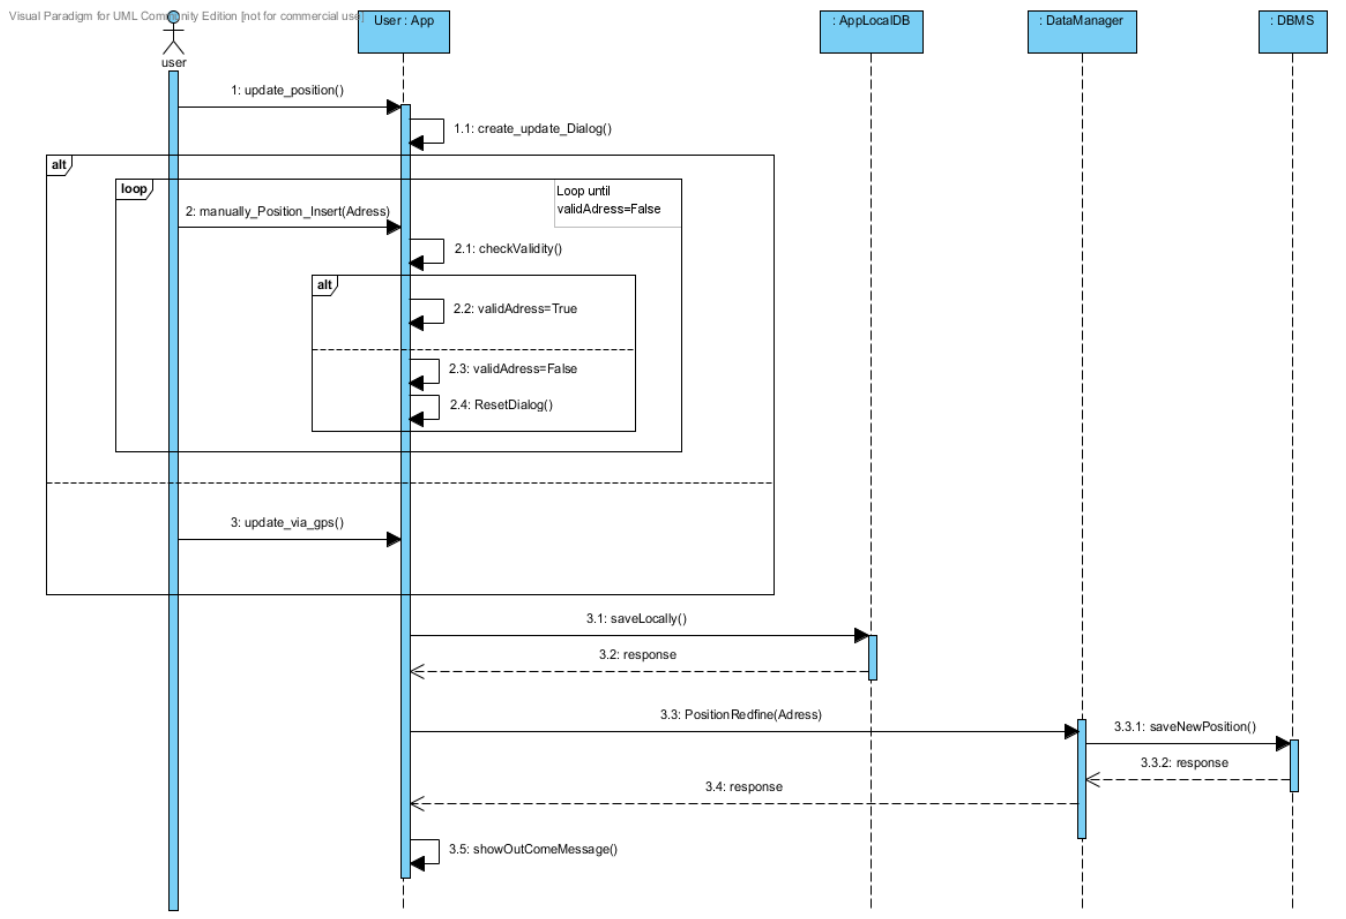 Visual Paradigm for UML Community Edition [not for commercial use]
User : App
: AppLocalDB
: DataManager
: DBMS
user
1: update_position()
1.1: create_update_Dialog()
alt
loop
Loop until
validAdress=False
2: manually_Position_Insert(Adress)
2.1: checkValidity()
alt
2.2: validAdress=True
2.3: validAdress=False
2.4: ResetDialog()
3: update_via_gps()
3.1: saveLocally()
3.2: response
3.3: PositionRedfine(Adress)
3.3.1: saveNewPosition()
3.3.2: response
3.4: response
3.5: showOutComeMessage()